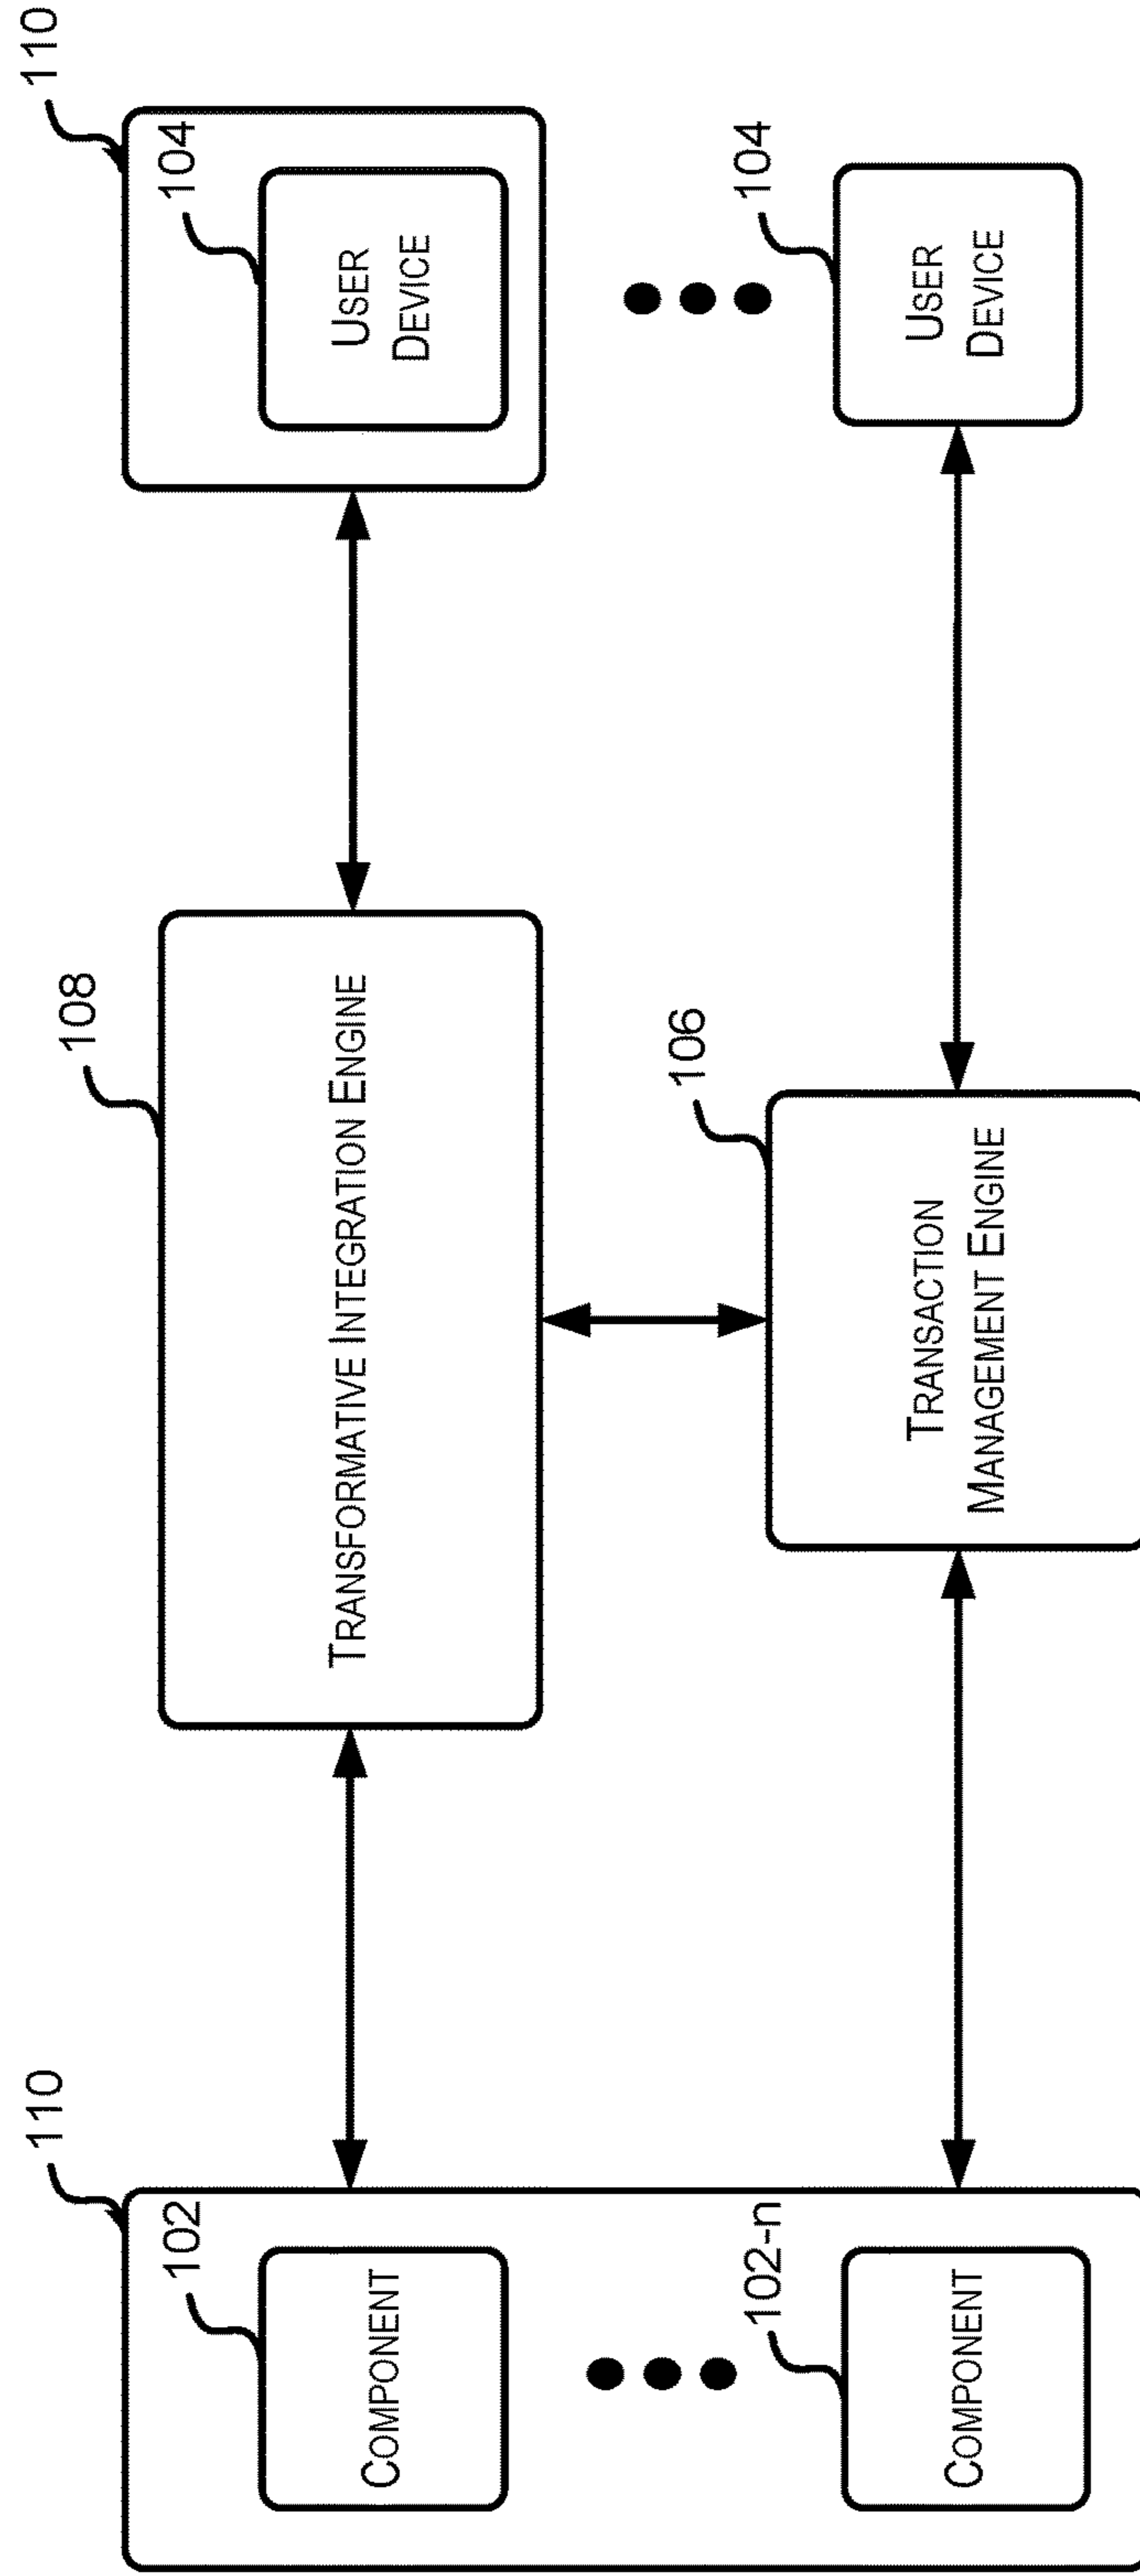 110
102
COMPONENT
102-n
COMPONENT
108
TRANSFORMATIVE INTEGRATION ENGINE
106
TRANSACTION
MANAGEMENT ENGINE
110
104
USER
DEVICE
104
USER
DEVICE